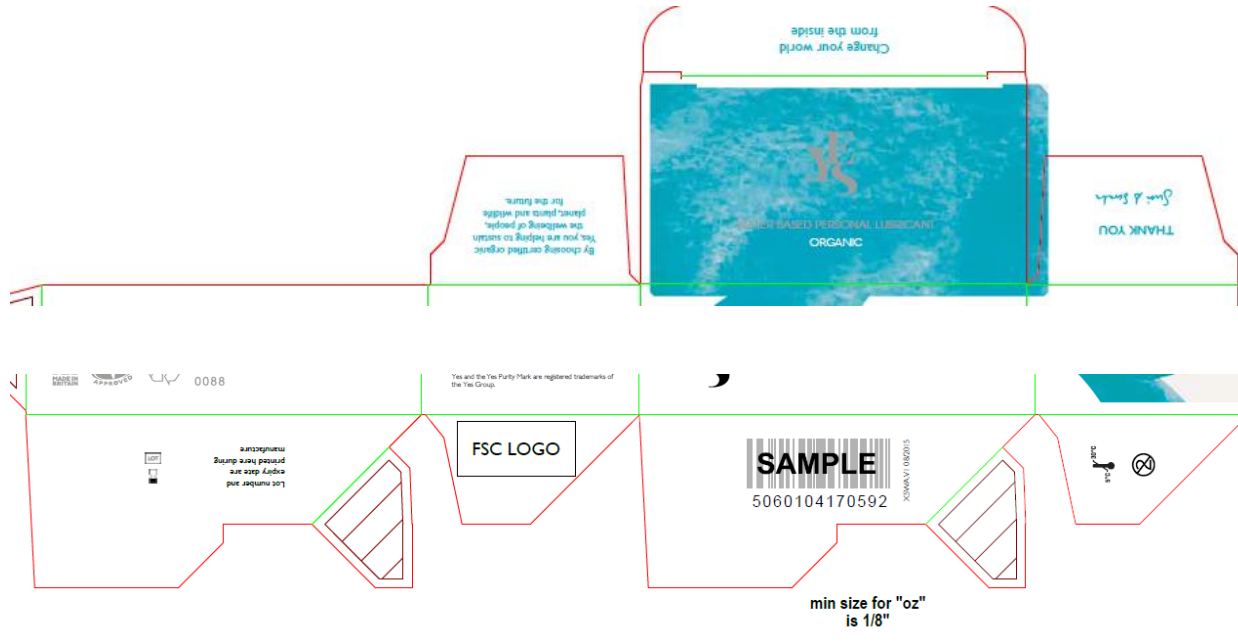 Change your world
from the inside
YES
WATER BASED PERSONAL LUBRICANT
ORGANIC
By choosing certified organic
Yes, you are helping to sustain
the wellbeing of people,
planet, plants and wildlife
for the future.
THANK YOU
MADE IN
BRITAIN
APPROVED
0088
Yes and the Yes Purity Mark are registered trademarks of
the Yes Group.
Lot number and
expiry date are
printed here during
manufacture
LOT
FSC LOGO
SAMPLE
5060104170592
min size for "oz"
is 1/8"